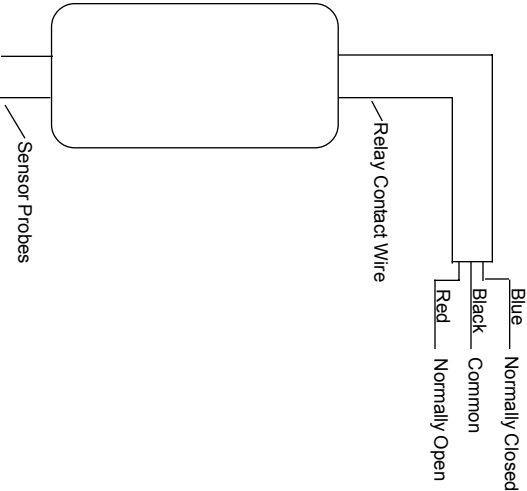 Sensor Probes
Relay Contact Wire
Blue Normally Closed
Black Common
Red Normally Open